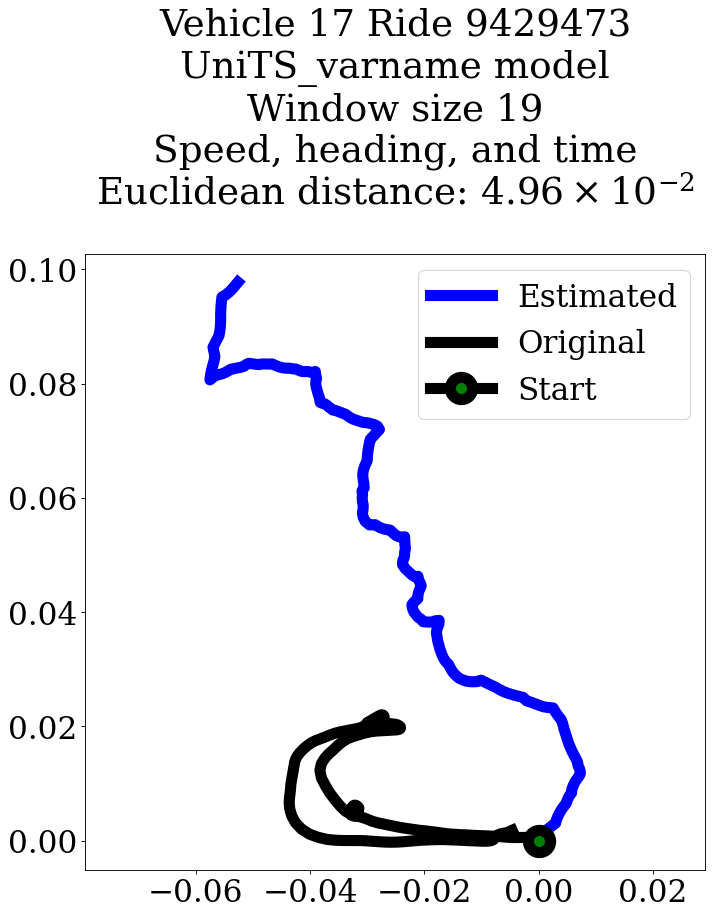 Vehicle 17 Ride 9429473
UniTS_varname model
Window size 19
Speed, heading, and time
Euclidean distance: 4.96 × 10⁻²
Estimated
Original
Start
0.10
0.08
0.06
0.04
0.02
0.00
−0.06 −0.04 −0.02 0.00 0.02